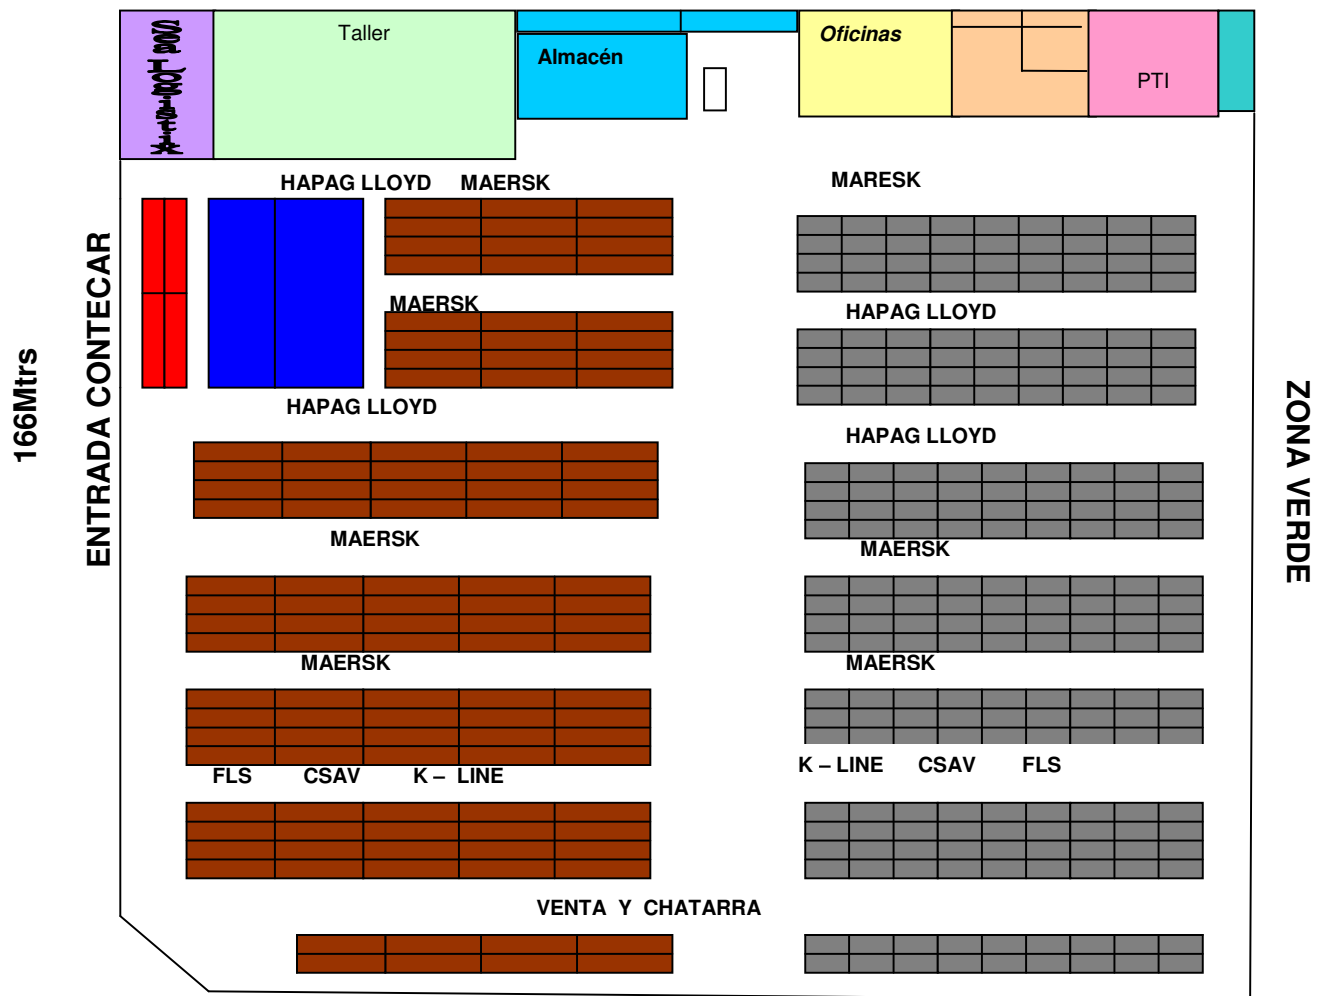 Taller
Almacén
Oficinas
PTI
HAPAG LLOYD MAERSK
MARESK
MAERSK
HAPAG LLOYD
HAPAG LLOYD
HAPAG LLOYD
MAERSK
MAERSK
MAERSK
MAERSK
FLS CSAV K – LINE
K – LINE CSAV FLS
VENTA Y CHATARRA
166Mtrs
ENTRADA CONTECAR
ZONA VERDE